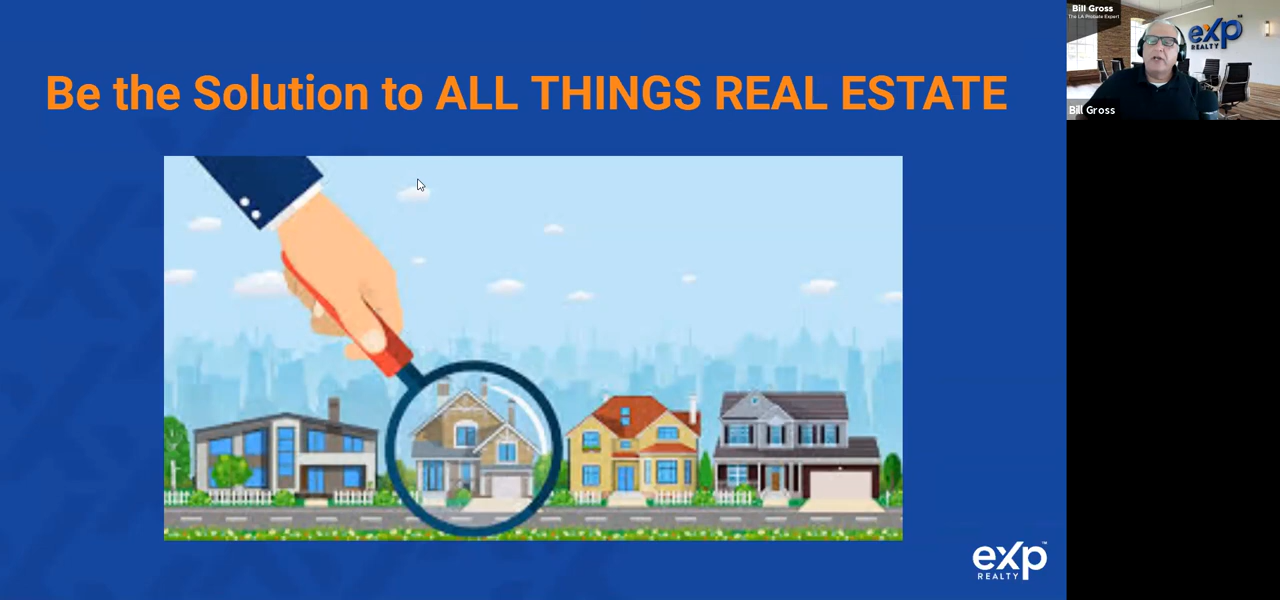 Be the Solution to ALL THINGS REAL ESTATE
Bill Gross
The LA Probate Expert
exp
REALTY
Bill Gross
exp
REALTY